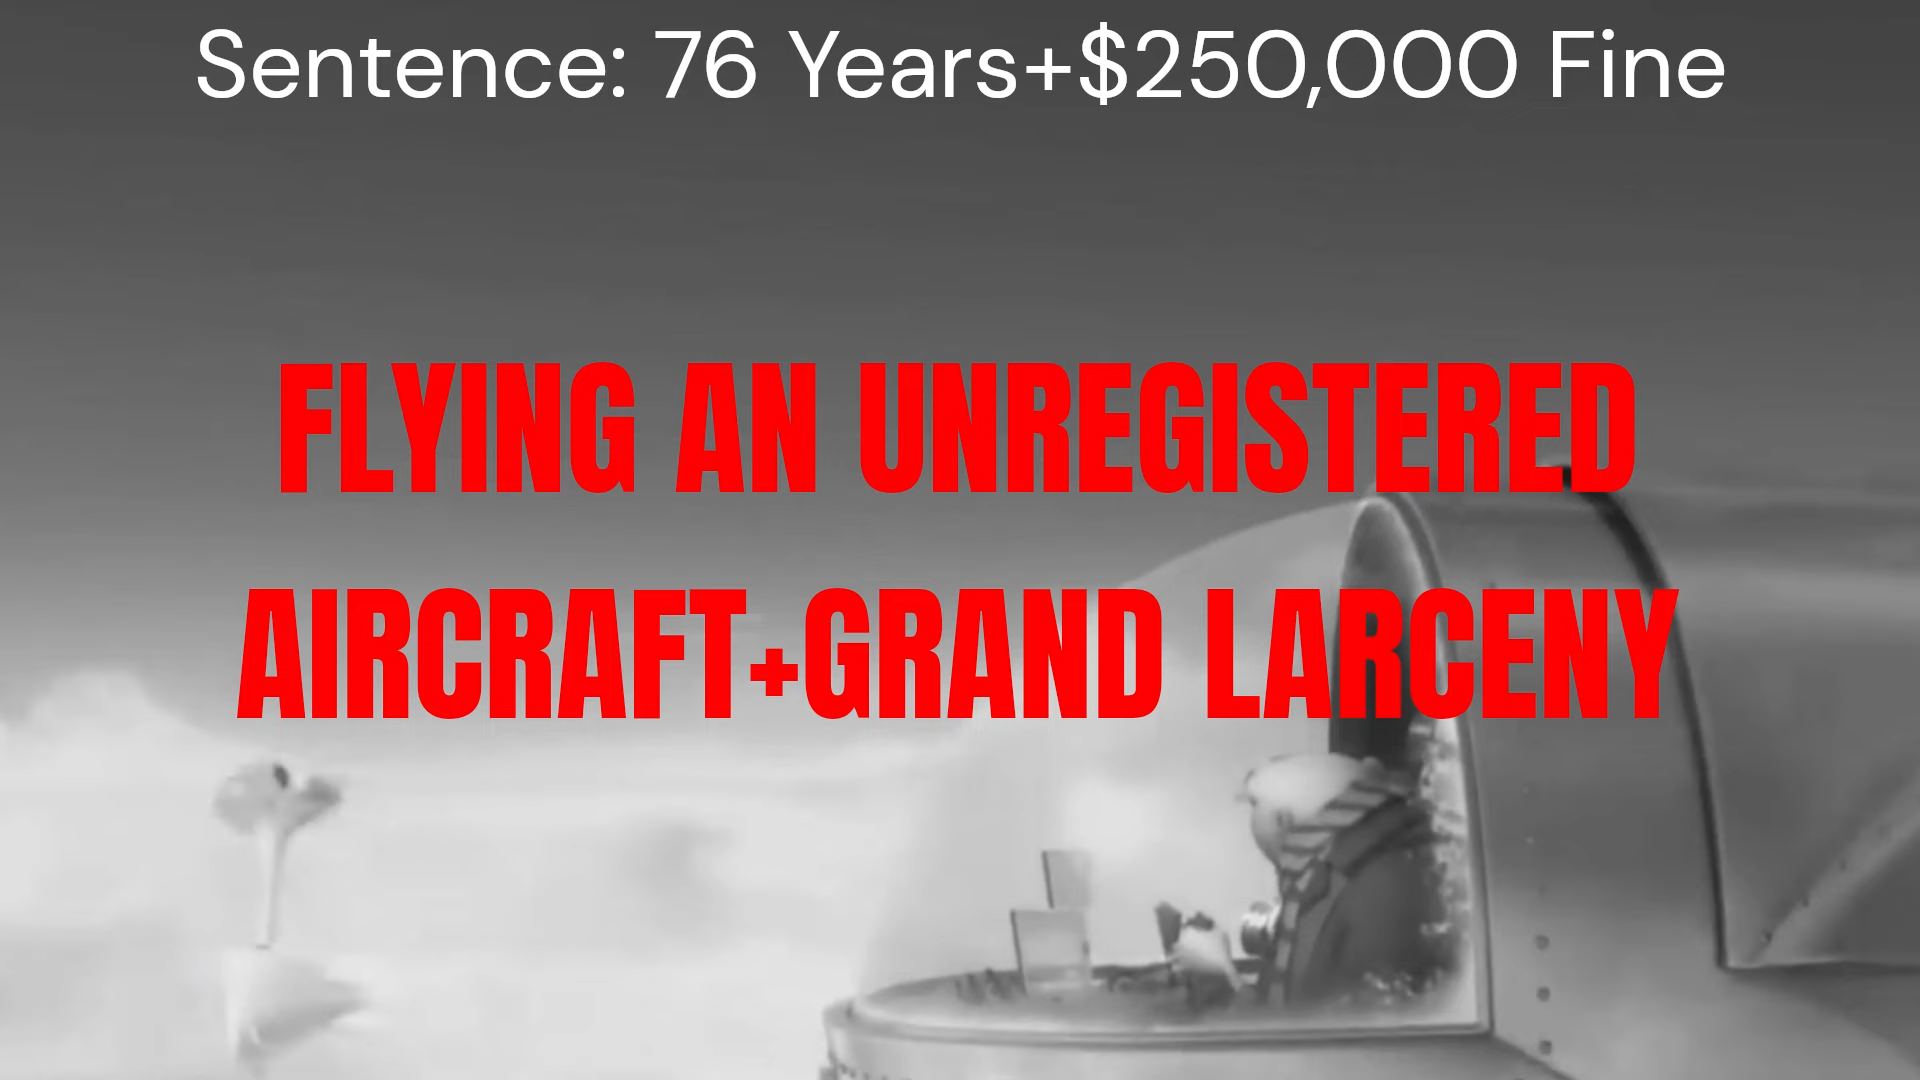 Sentence: 76 Years+$250,000 Fine
FLYING AN UNREGISTERED
AIRCRAFT+GRAND LARCENY